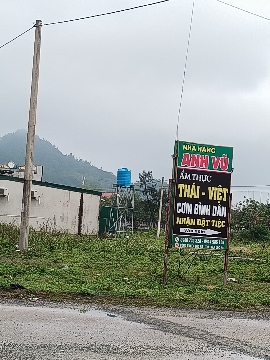 NHÀ HÀNG
ANH VŨ
ẨM THỰC
THÁI - VIỆT
CƠM BÌNH DÂN
NHẬN ĐẶT TIỆC